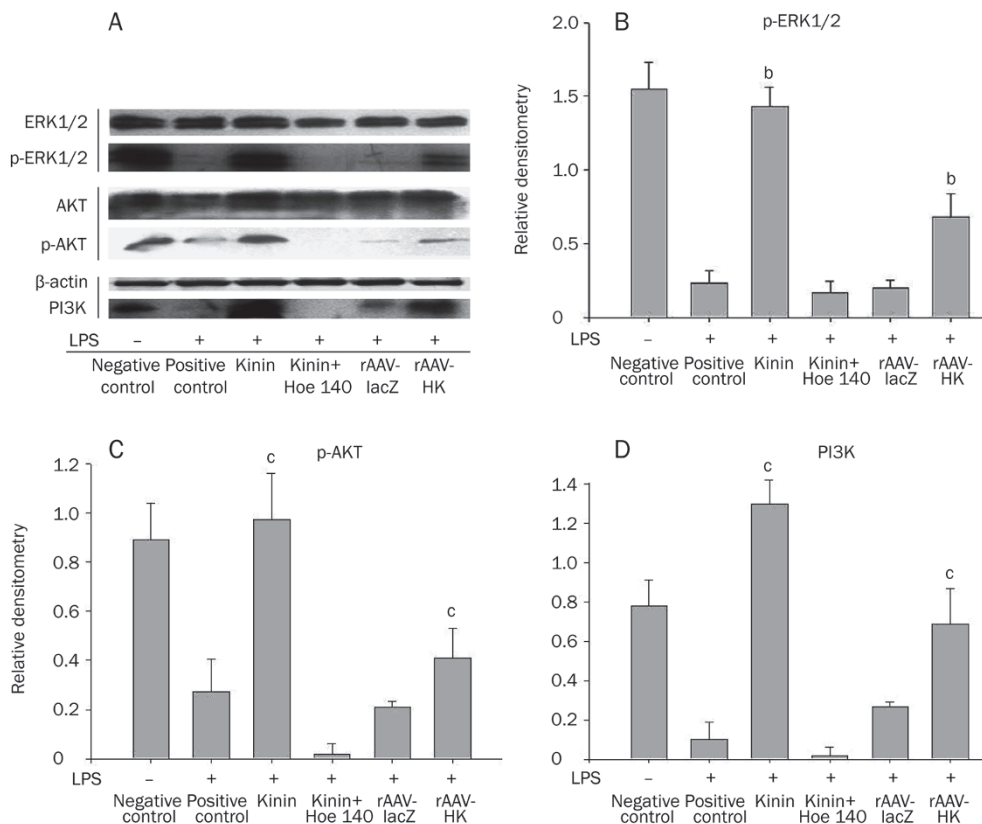 A
ERK1/2
p-ERK1/2
AKT
p-AKT
β-actin
PI3K
LPS – + + + + +
Negative Positive Kinin Kinin+ rAAV- rAAV-
control control Hoe 140 lacZ HK
B
p-ERK1/2
Relative densitometry
2.0
1.5
1.0
0.5
0.0
b
b
LPS – + + + + +
Negative Positive Kinin Kinin+ rAAV- rAAV-
control control Hoe 140 lacZ HK
C
p-AKT
Relative densitometry
1.2
1.0
0.8
0.6
0.4
0.2
0
c
c
LPS – + + + + +
Negative Positive Kinin Kinin+ rAAV- rAAV-
control control Hoe 140 lacZ HK
D
PI3K
Relative densitometry
1.4
1.2
1.0
0.8
0.6
0.4
0.2
0
c
c
LPS – + + + + +
Negative Positive Kinin Kinin+ rAAV- rAAV-
control control Hoe 140 lacZ HK